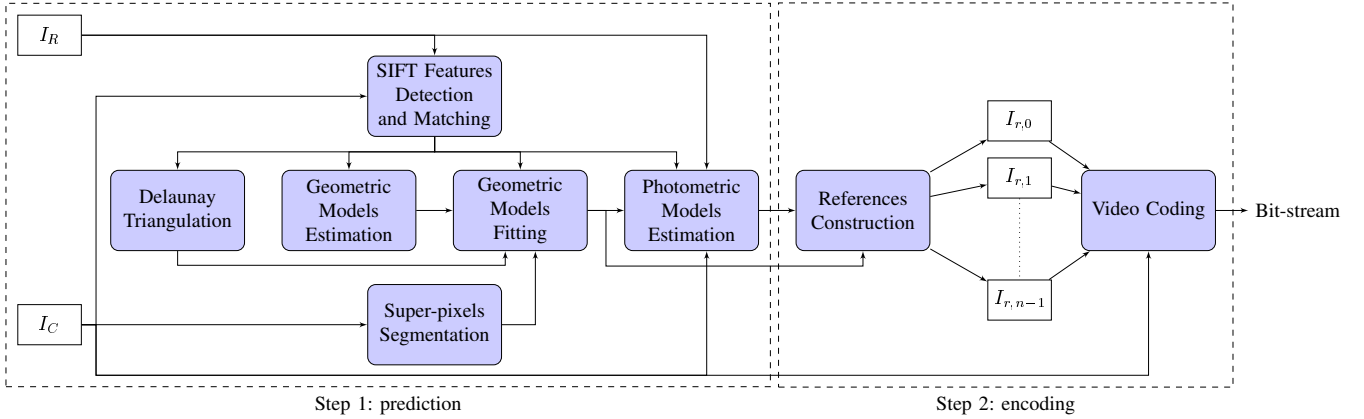 I_R
SIFT Features
Detection
and Matching
Delaunay
Triangulation
Geometric
Models
Estimation
Geometric
Models
Fitting
Photometric
Models
Estimation
References
Construction
I_{r,0}
I_{r,1}
I_{r,n−1}
Video Coding
Bit-stream
I_C
Super-pixels
Segmentation
Step 1: prediction
Step 2: encoding